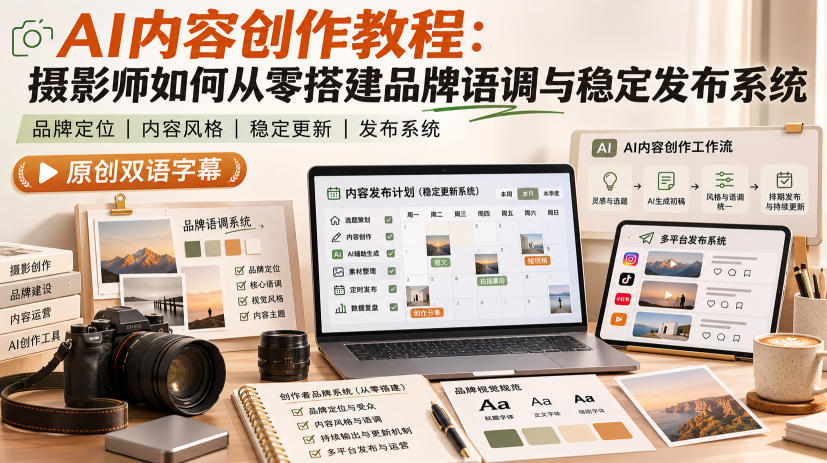 AI内容创作教程:
摄影师如何从零搭建品牌语调与稳定发布系统
品牌定位 | 内容风格 | 稳定更新 | 发布系统
原创双语字幕
品牌语调系统
品牌定位
核心语调
视觉风格
内容主题
摄影创作
品牌建设
内容运营
AI创作工具
内容发布计划 (稳定更新系统)
本周 本月 本季度
选题策划
内容创作
AI AI辅助生成
素材整理
定时发布
数据复盘
周一 周二 周三 周四 周五 周六 周日
图文
短视频
拍摄幕后
创作分享
AI AI内容创作工作流
灵感与选题
AI生成初稿
风格与语调统一
排期发布与持续更新
多平台发布系统
小红书
创作者品牌系统 (从零搭建)
品牌定位与受众
内容风格与语调
持续输出与更新机制
多平台发布与运营
品牌视觉规范
Aa Aa Aa
标题字体 正文字体 辅助字体